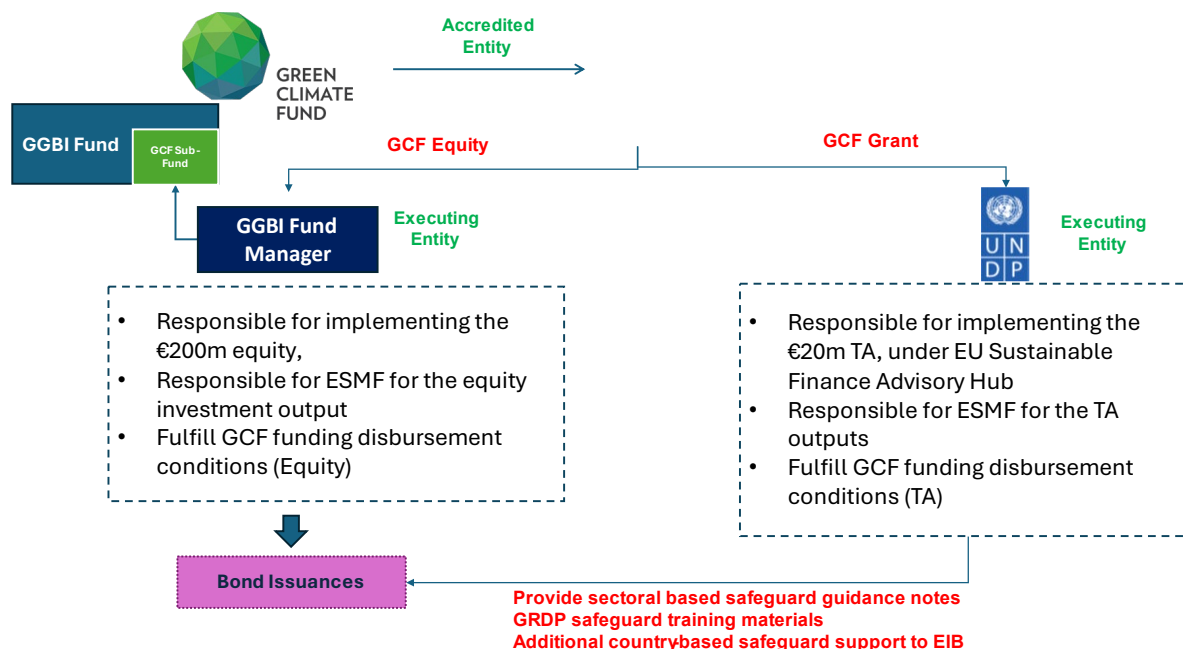 Accredited
Entity
GREEN
CLIMATE
FUND
GGBI Fund
GCF Sub-
Fund
GCF Equity
GCF Grant
GGBI Fund
Manager
Executing
Entity
U N
D P
Executing
Entity
• Responsible for implementing the
€200m equity,
• Responsible for ESMF for the equity
investment output
• Fulfill GCF funding disbursement
conditions (Equity)
• Responsible for implementing the
€20m TA, under EU Sustainable
Finance Advisory Hub
• Responsible for ESMF for the TA
outputs
• Fulfill GCF funding disbursement
conditions (TA)
Bond Issuances
Provide sectoral based safeguard guidance notes
GRDP safeguard training materials
Additional country-based safeguard support to EIB